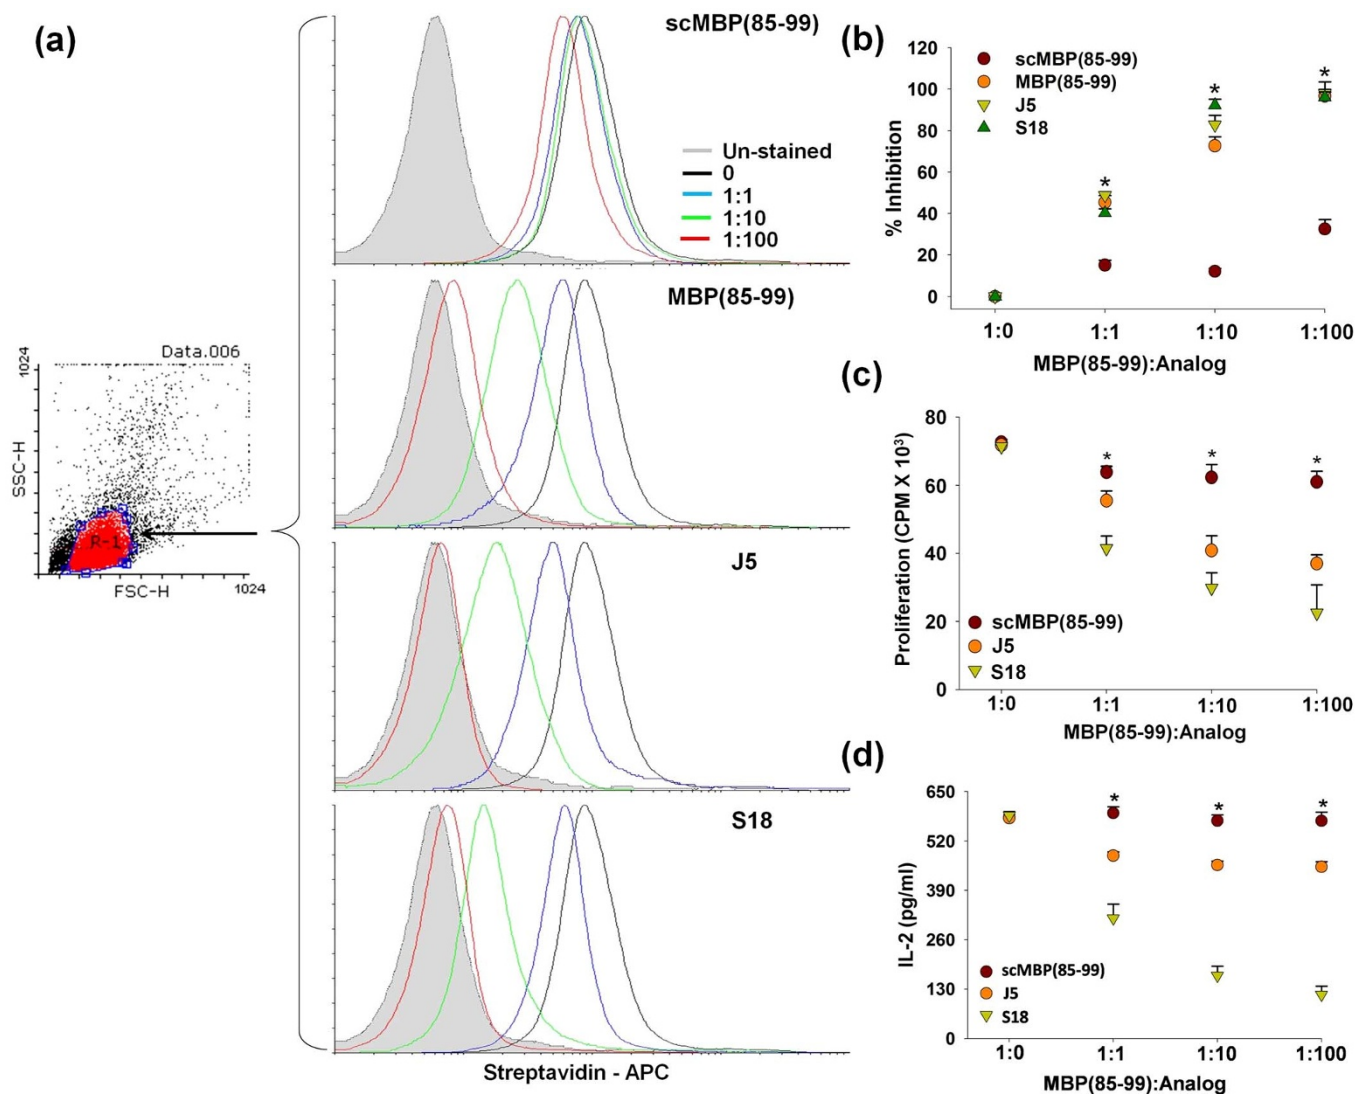 (a)
scMBP(85-99)
Un-stained
0
1:1
1:10
1:100
MBP(85-99)
J5
S18
Streptavidin - APC
Data.006
1024
SSC-H
R-1
FSC-H
1024
(b)
scMBP(85-99)
MBP(85-99)
J5
S18
*
*
*
% Inhibition
120
100
80
60
40
20
0
1:0 1:1 1:10 1:100
MBP(85-99):Analog
(c)
*
*
*
Proliferation (CPM X 10³)
80
60
40
20
0
scMBP(85-99)
J5
S18
1:0 1:1 1:10 1:100
MBP(85-99):Analog
(d)
*
*
*
IL-2 (pg/ml)
650
520
390
260
130
0
scMBP(85-99)
J5
S18
1:0 1:1 1:10 1:100
MBP(85-99):Analog